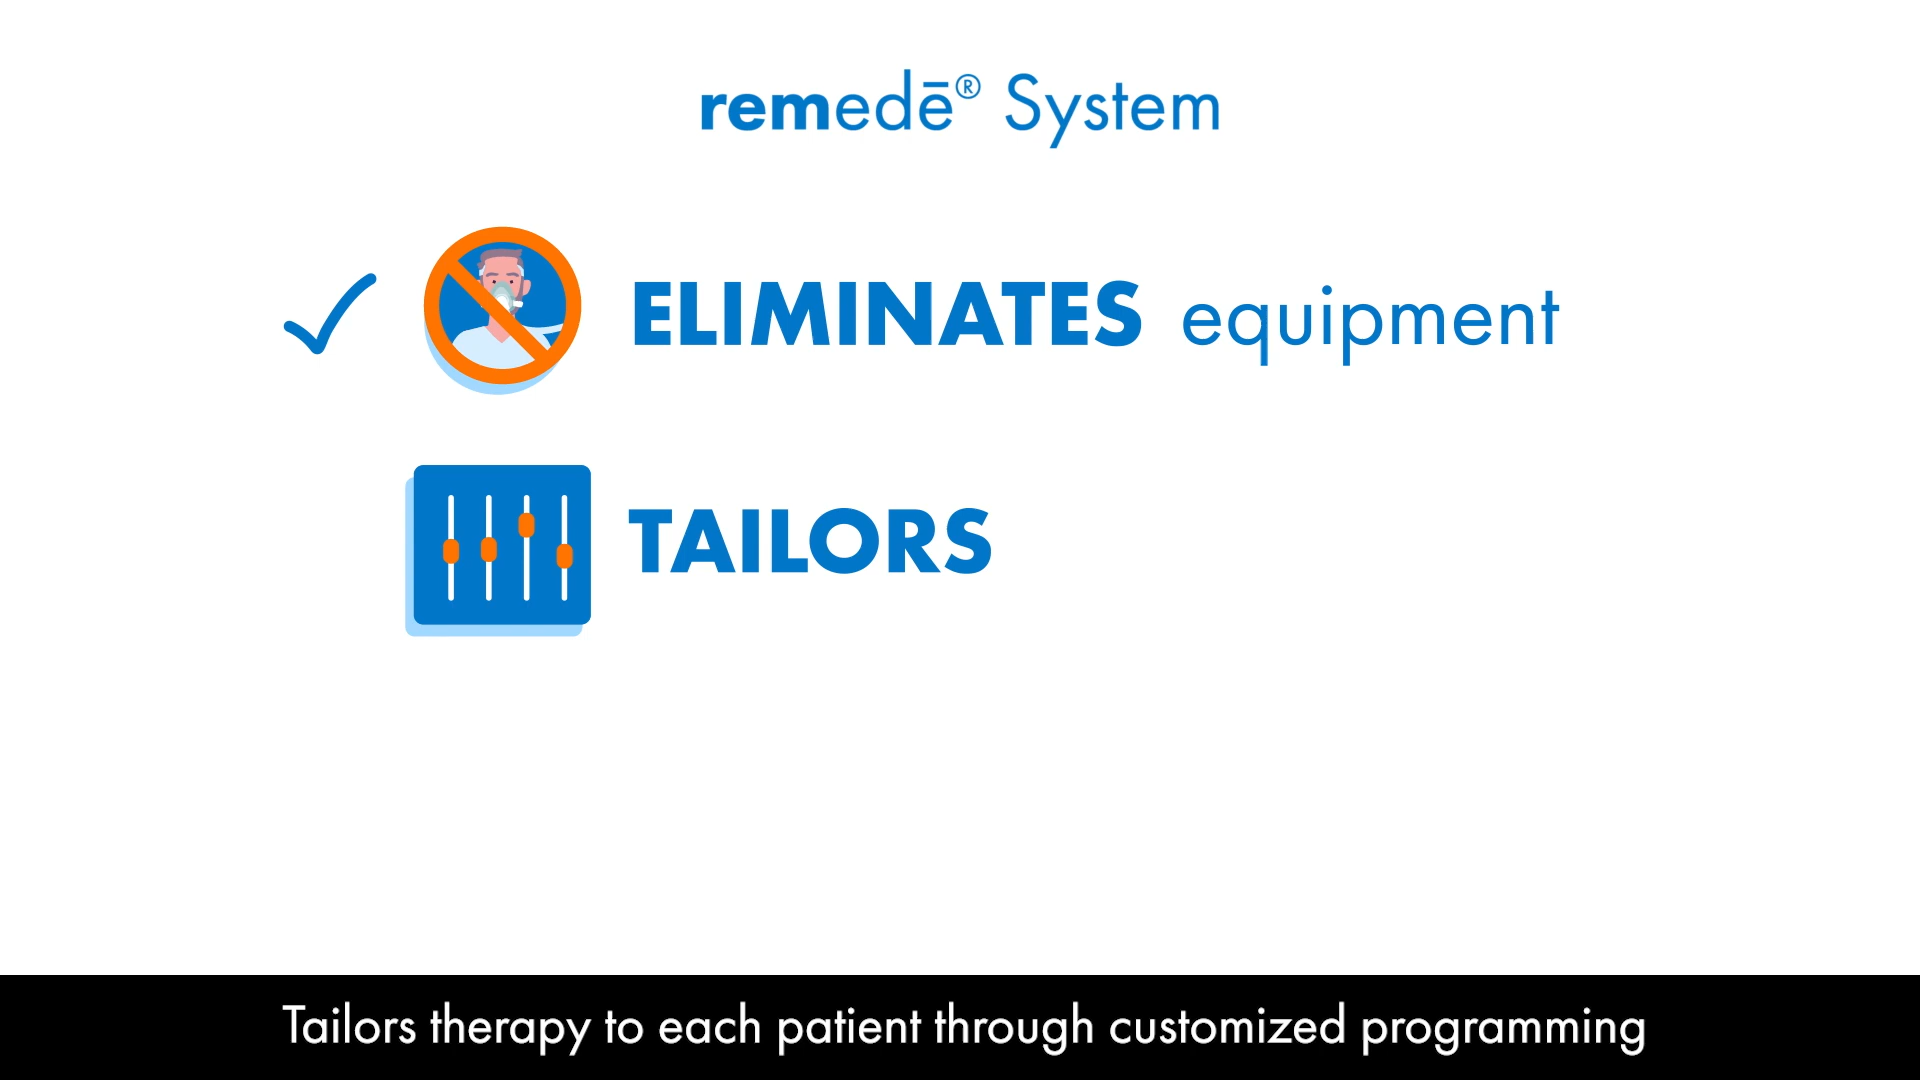 remedē® System
ELIMINATES equipment
TAILORS
Tailors therapy to each patient through customized programming